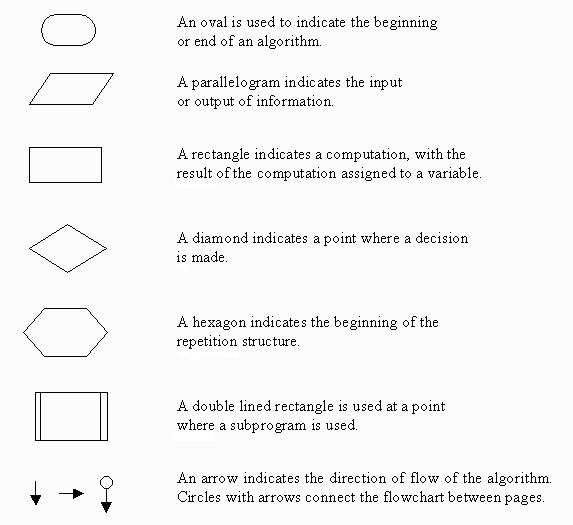 An oval is used to indicate the beginning
or end of an algorithm.
A parallelogram indicates the input
or output of information.
A rectangle indicates a computation, with the
result of the computation assigned to a variable.
A diamond indicates a point where a decision
is made.
A hexagon indicates the beginning of the
repetition structure.
A double lined rectangle is used at a point
where a subprogram is used.
An arrow indicates the direction of flow of the algorithm.
Circles with arrows connect the flowchart between pages.